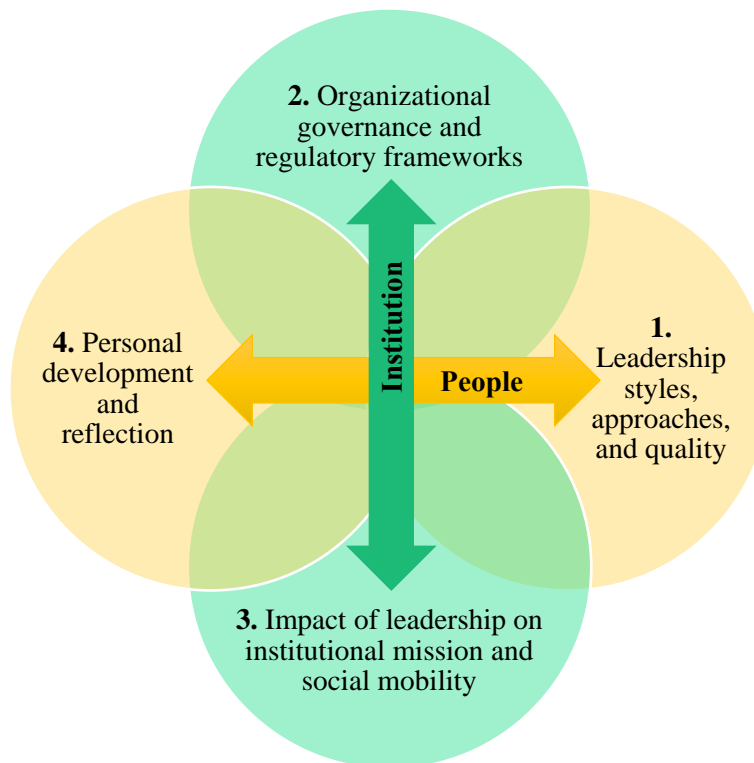 2. Organizational
governance and
regulatory frameworks
Institution
4. Personal
development
and
reflection
People
1.
Leadership
styles,
approaches,
and quality
3. Impact of leadership on
institutional mission and
social mobility